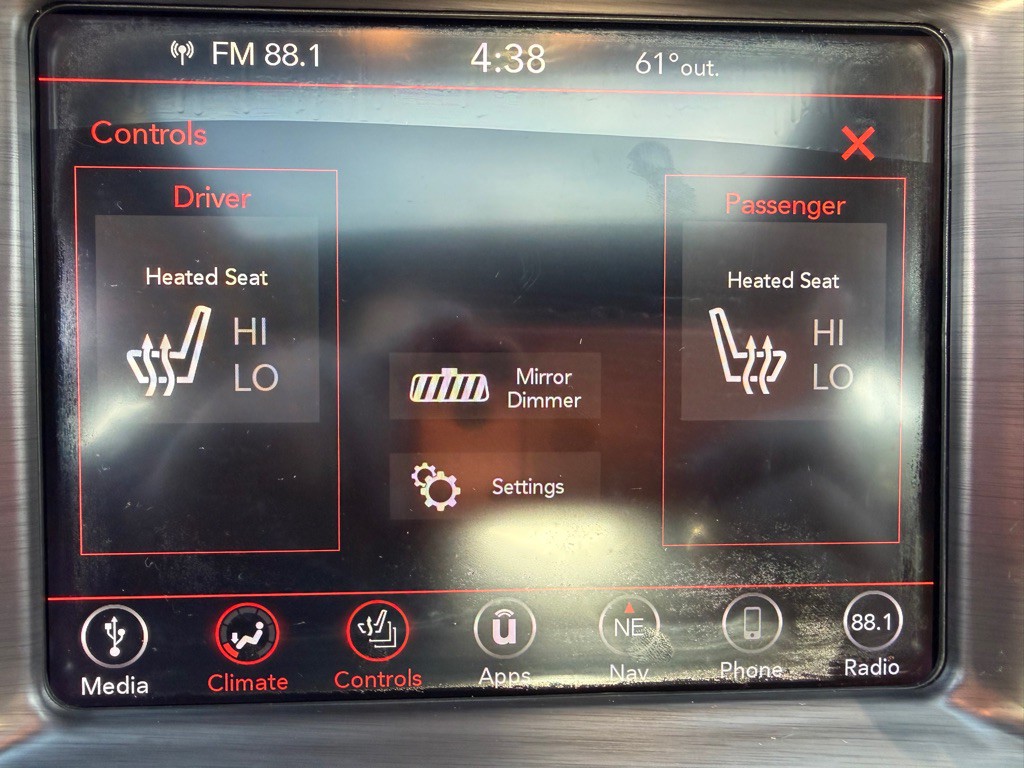 FM 88.1 4:38 61°out.
Controls
Driver
Heated Seat
HI
LO
Passenger
Heated Seat
HI
LO
Mirror
Dimmer
Settings
NE
88.1
Media Climate Controls Apps Nav Phone Radio